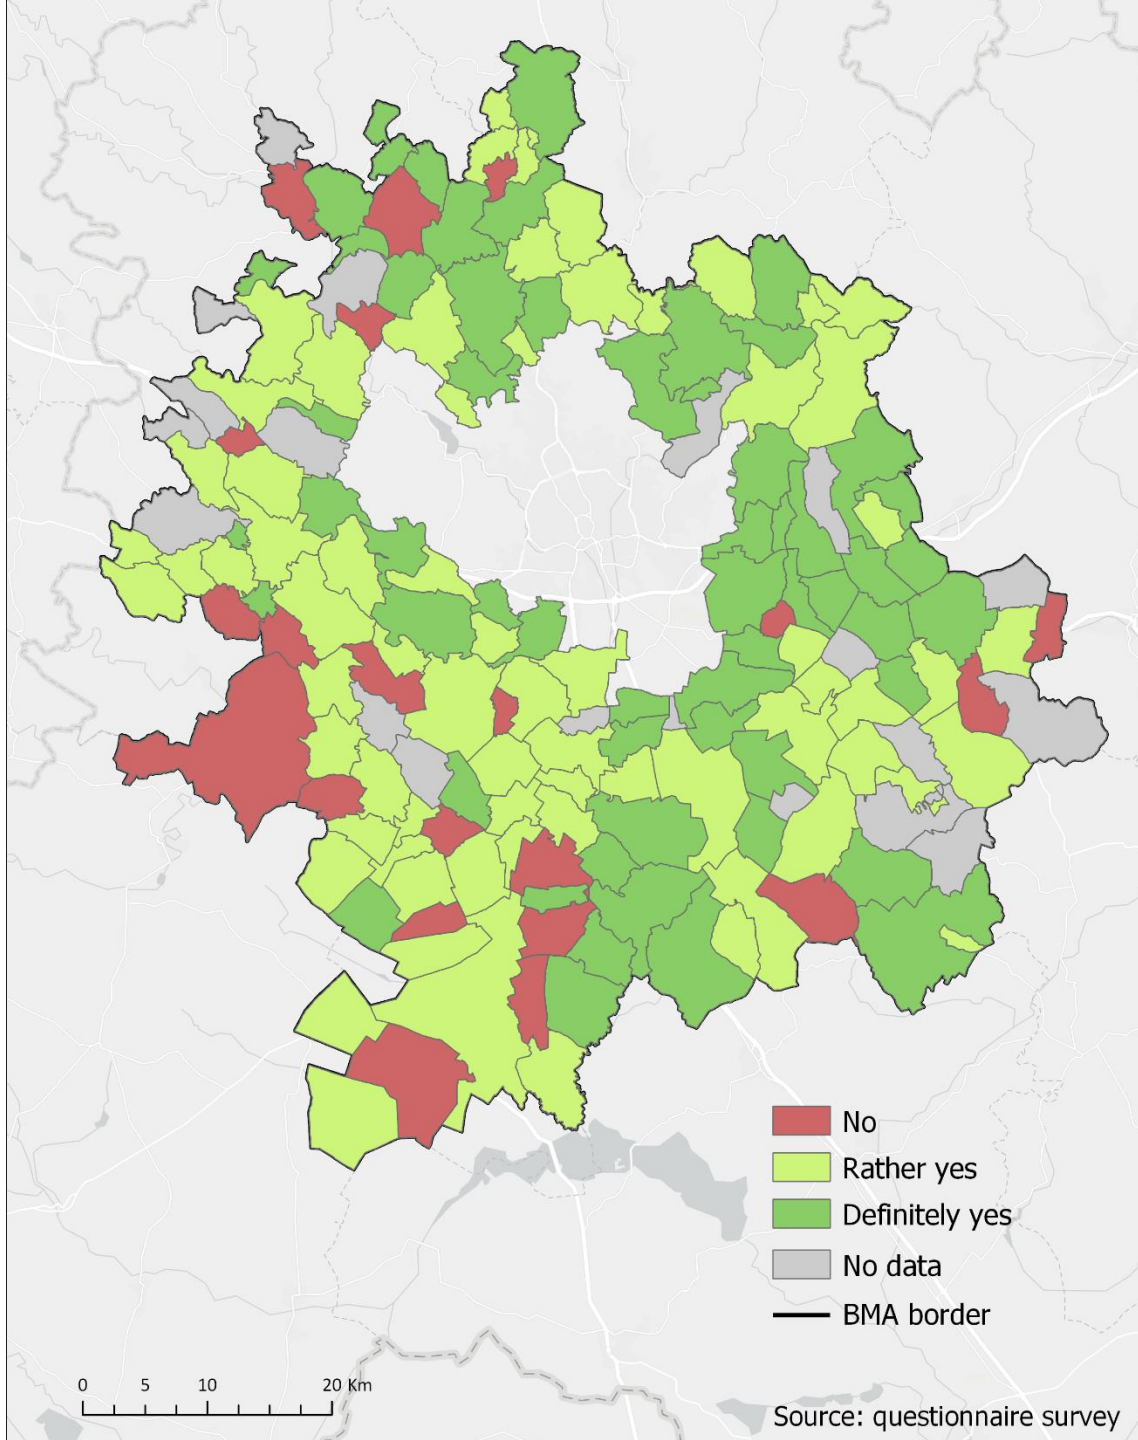 No
Rather yes
Definitely yes
No data
BMA border
0 5 10 20 Km
Source: questionnaire survey